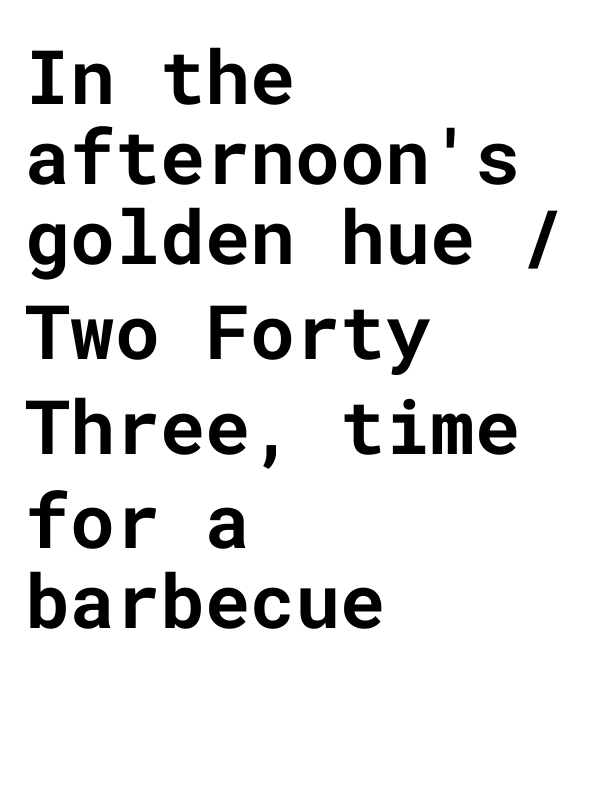 In the
afternoon's
golden hue /
Two Forty
Three, time
for a
barbecue